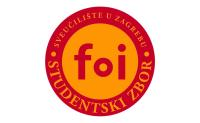 SVEUČILIŠTE U ZAGREBU
foi
• STUDENTSKI ZBOR •